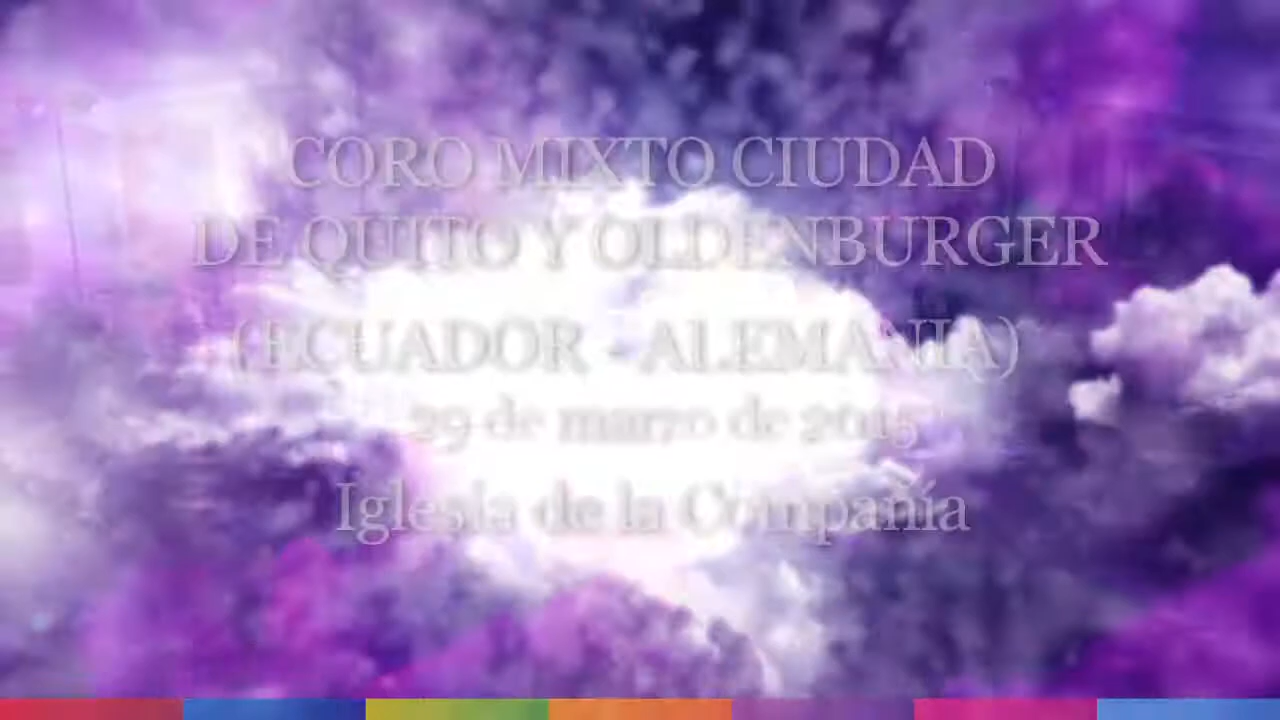 CORO MIXTO CIUDAD
DE QUITO Y OLDENBURGER
(ECUADOR - ALEMANIA)
29 de marzo de 2015
Iglesia de la Compañía